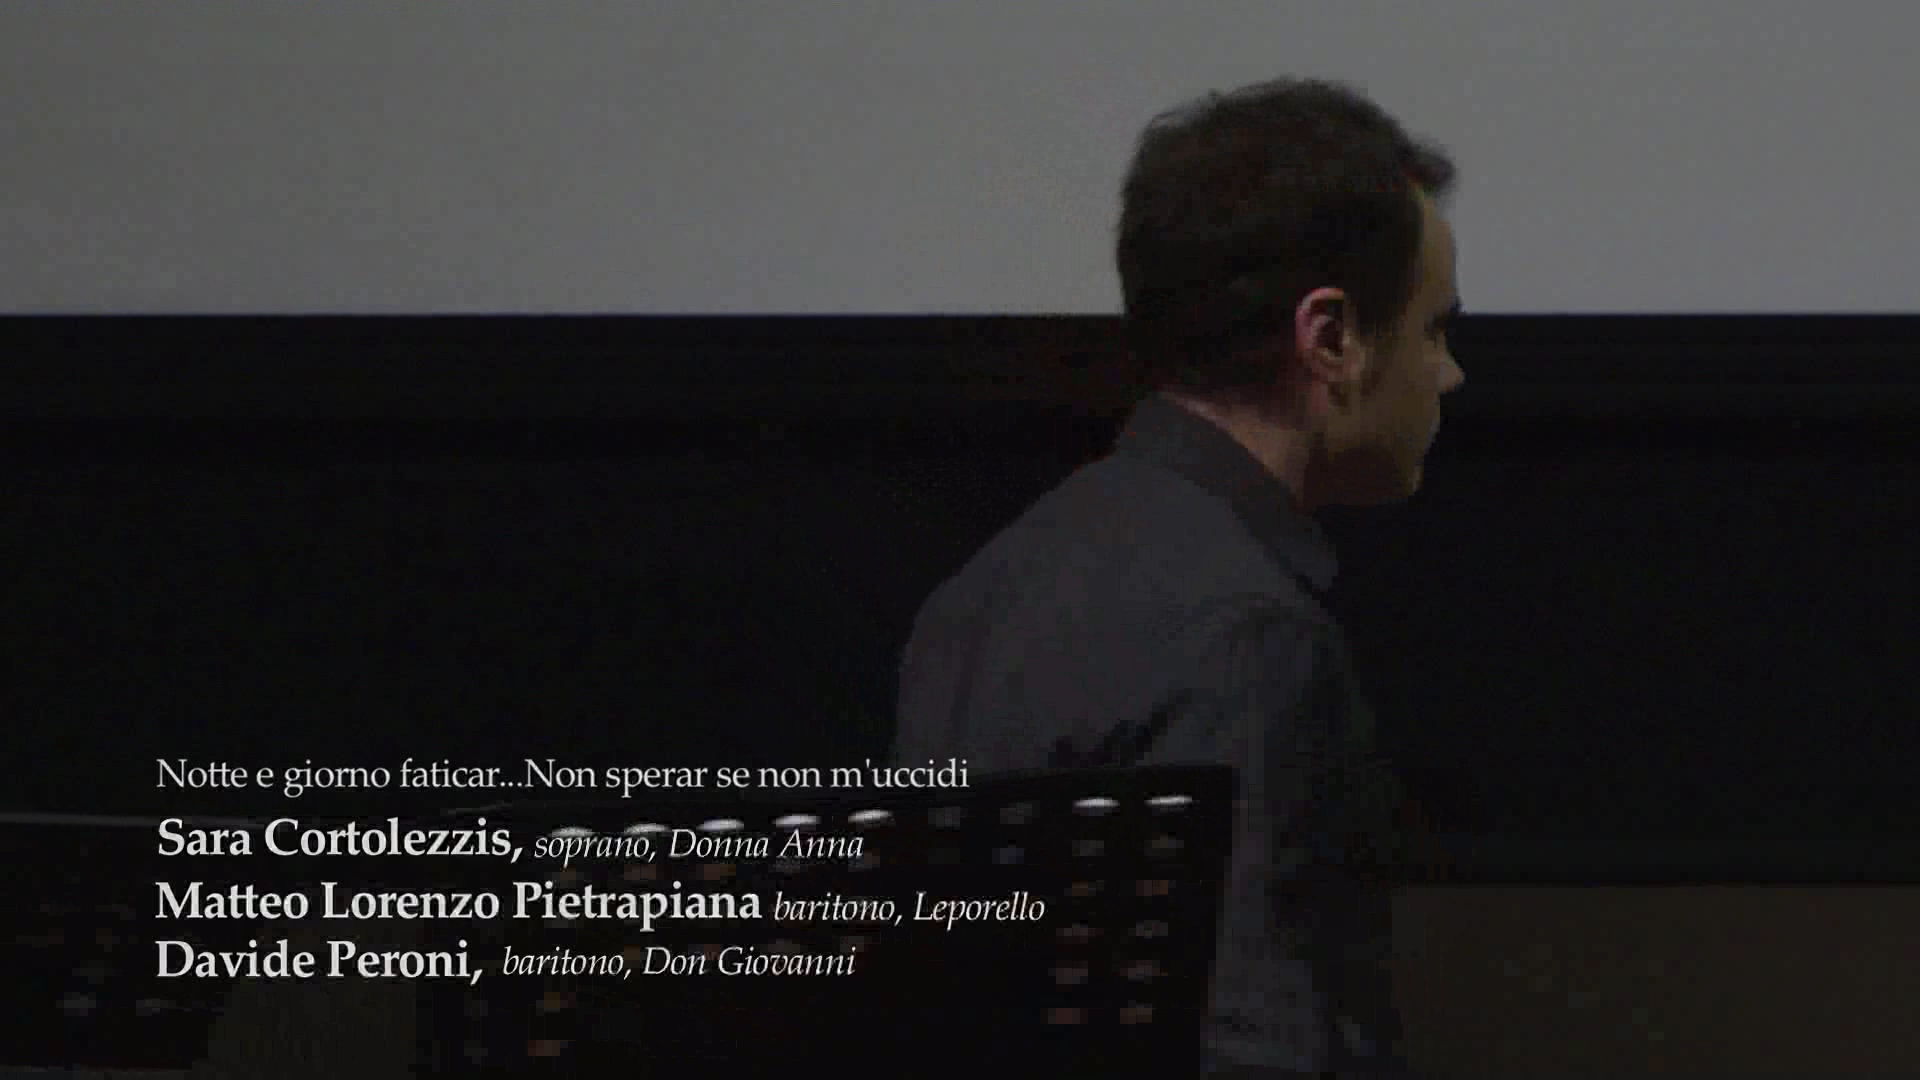 Notte e giorno faticar...Non sperar se non m'uccidi
Sara Cortolezzis, soprano, Donna Anna
Matteo Lorenzo Pietrapiana baritono, Leporello
Davide Peroni, baritono, Don Giovanni